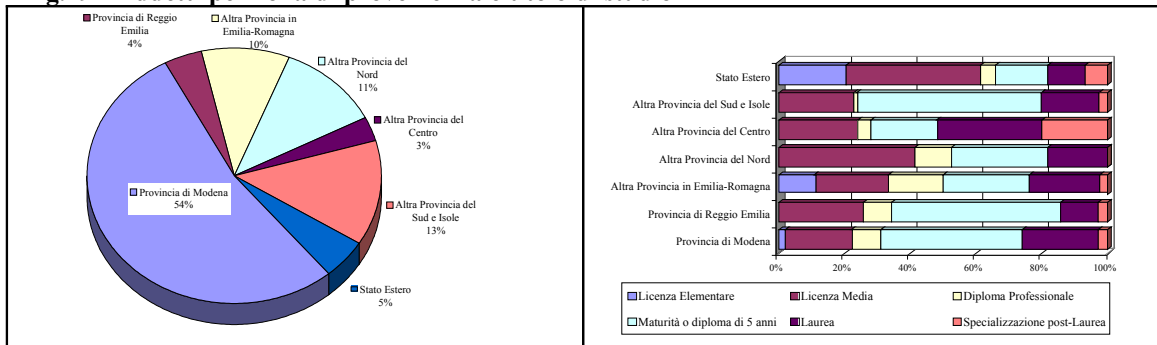 Provincia di Reggio
Emilia
4%
Altra Provincia in
Emilia-Romagna
10%
Altra Provincia del
Nord
11%
Altra Provincia del
Centro
3%
Altra Provincia del
Sud e Isole
13%
Stato Estero
5%
Provincia di Modena
54%
Stato Estero
Altra Provincia del Sud e Isole
Altra Provincia del Centro
Altra Provincia del Nord
Altra Provincia in Emilia-Romagna
Provincia di Reggio Emilia
Provincia di Modena
0% 20% 40% 60% 80% 100%
Licenza Elementare Licenza Media Diploma Professionale
Maturità o diploma di 5 anni Laurea Specializzazione post-Laurea